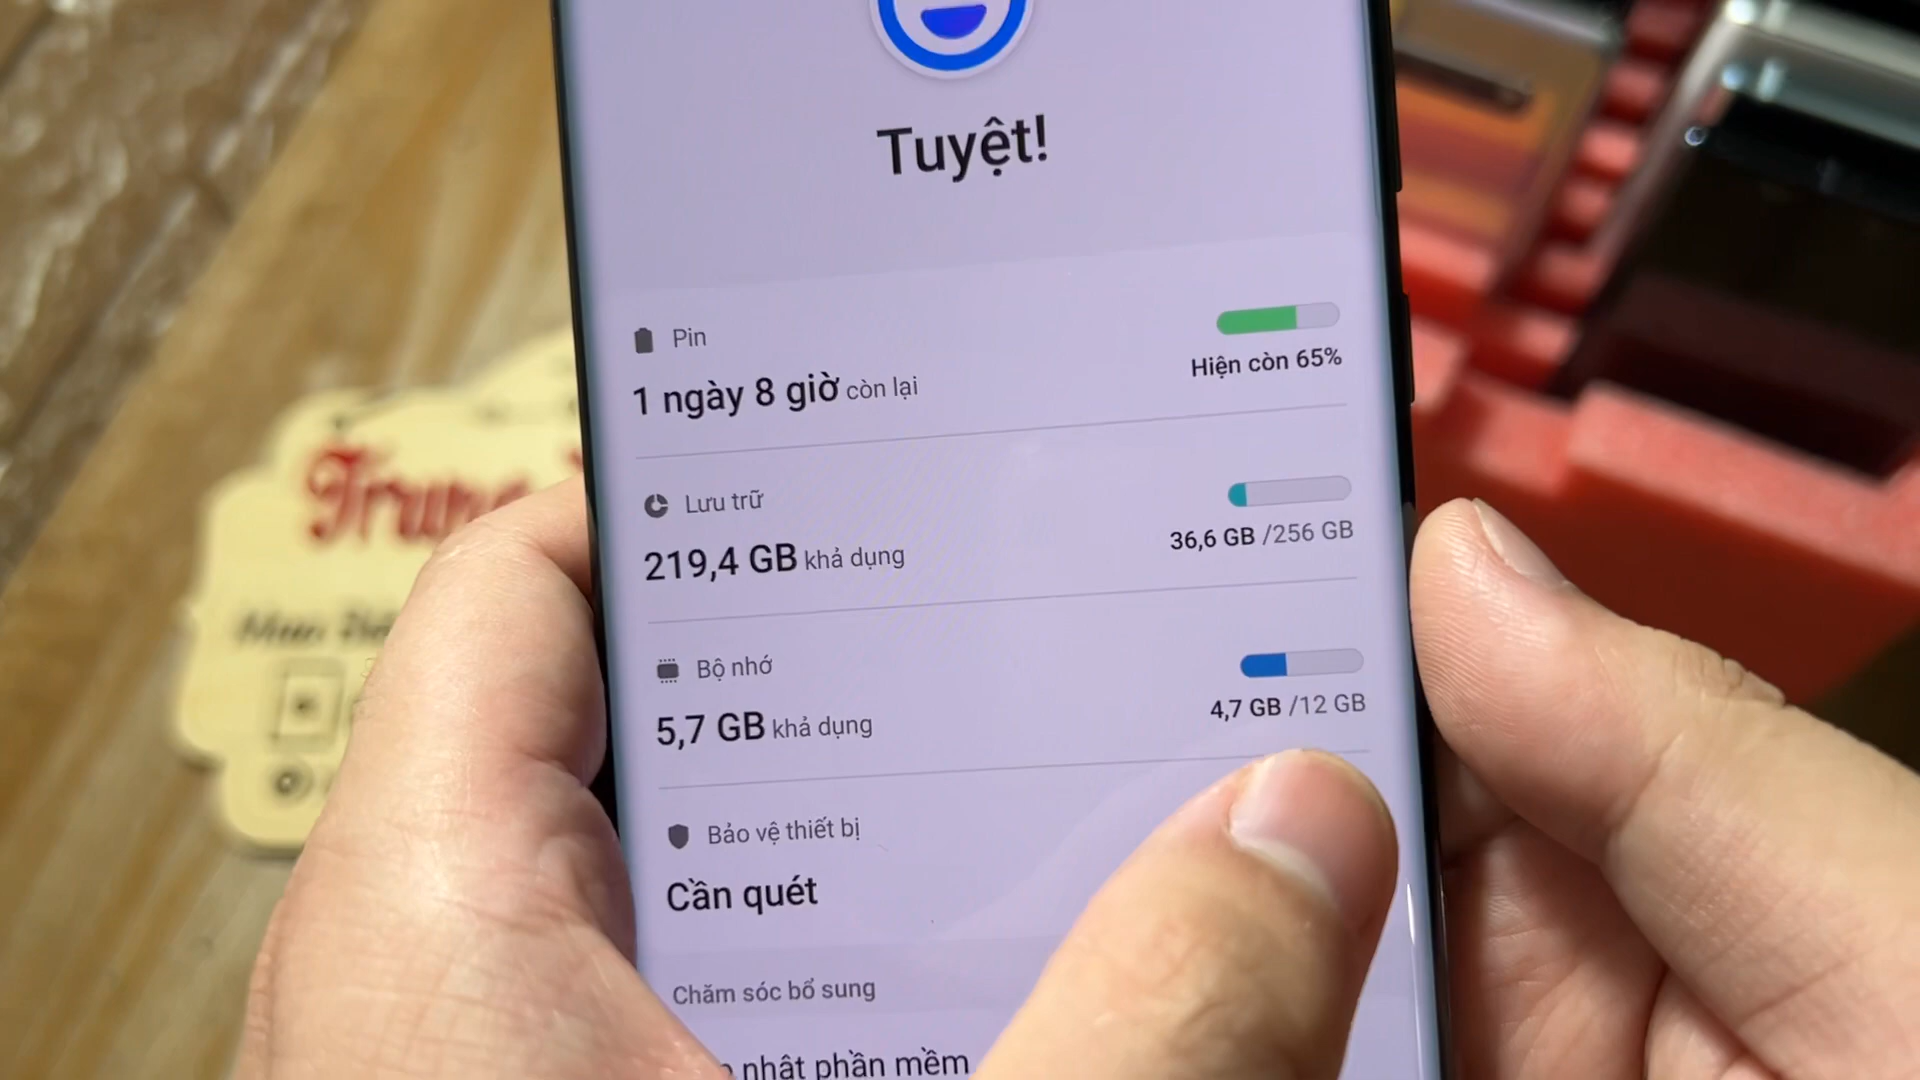 Tuyệt!
Pin
1 ngày 8 giờ còn lại
Hiện còn 65%
Lưu trữ
219,4 GB khả dụng
36,6 GB /256 GB
Bộ nhớ
5,7 GB khả dụng
4,7 GB /12 GB
Bảo vệ thiết bị
Cần quét
Chăm sóc bổ sung
nhật phần mềm